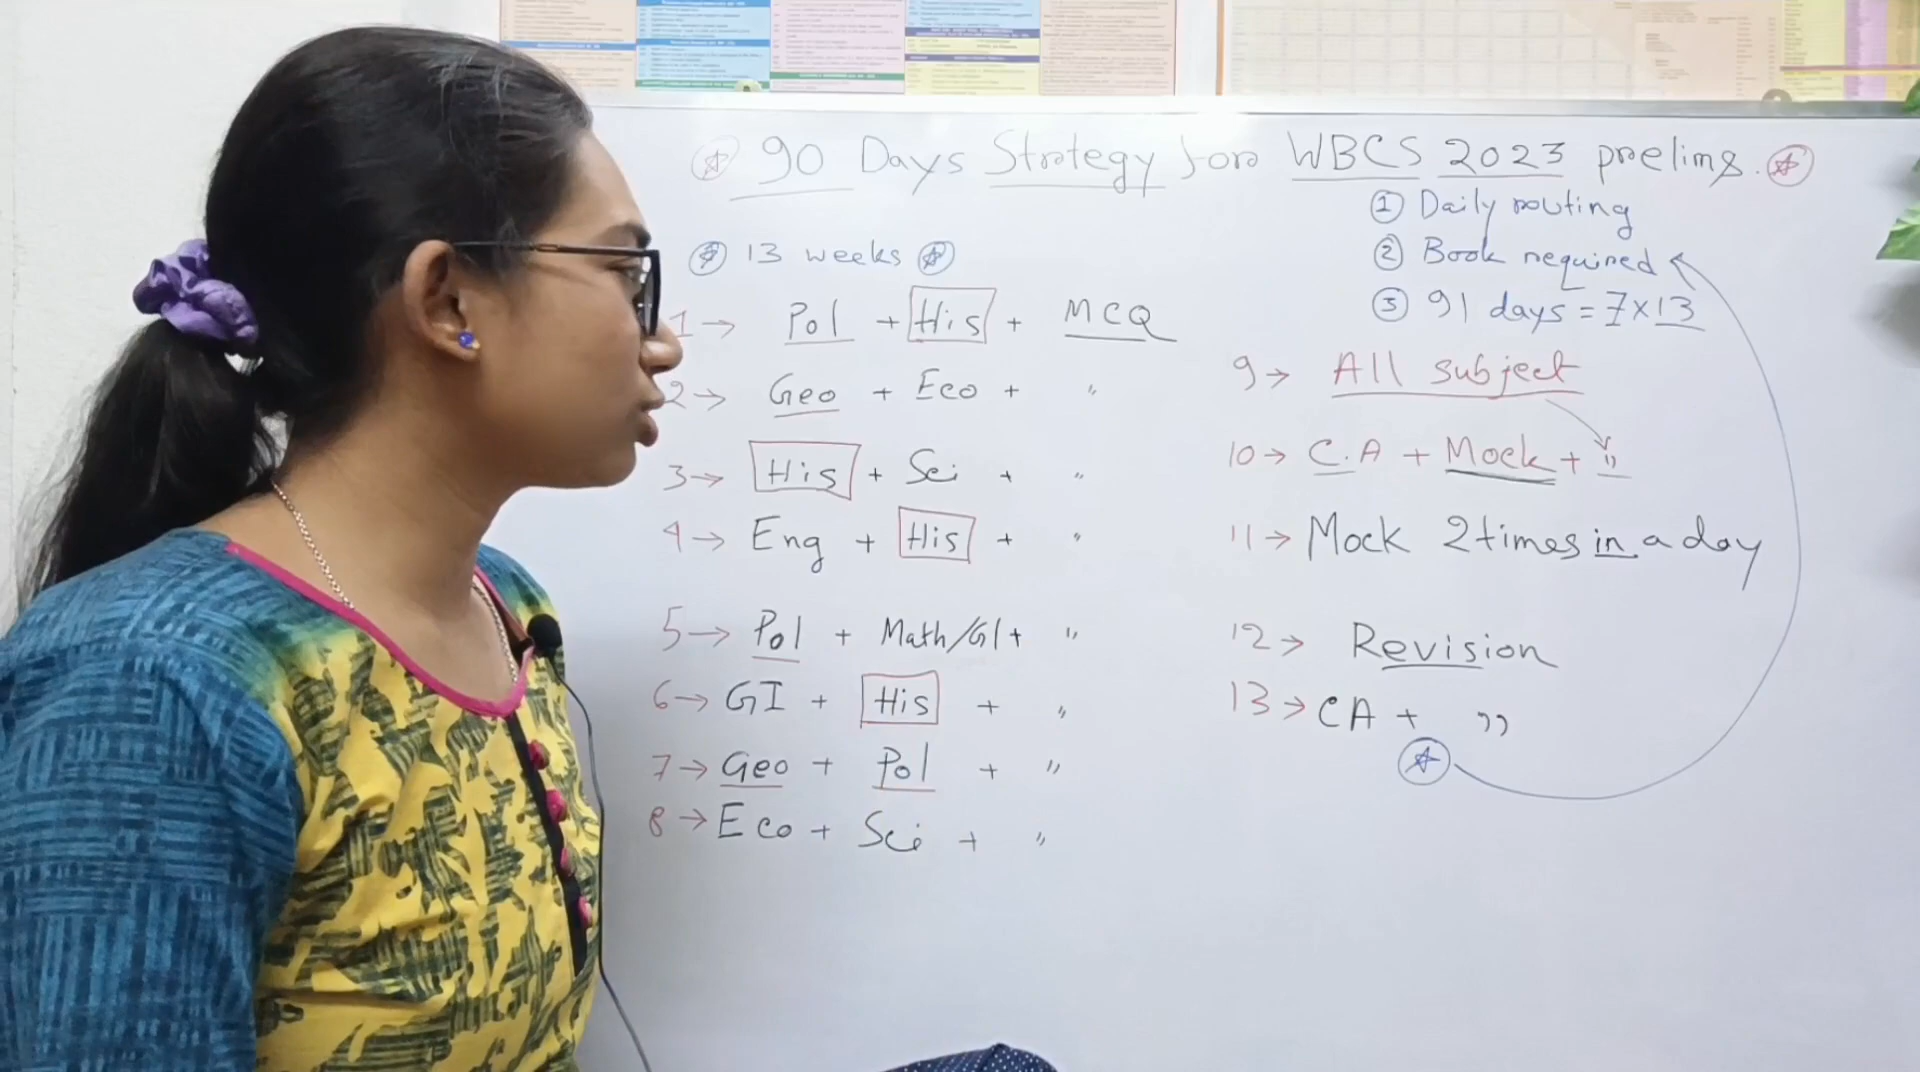 90 Days Strategy for WBCS 2023 prelims.
① Daily routing
② Book required
③ 91 days = 7×13
13 weeks
1→ Pol + His + MCQ
2→ Geo + Eco + "
3→ His + Sci + "
4→ Eng + His + "
5→ Pol + Math/GI + "
6→ GI + His + "
7→ Geo + Pol + "
8→ Eco + Sci + "
9→ All subject
10→ C.A + Mock + "
11→ Mock 2 times in a day
12→ Revision
13→ CA + "